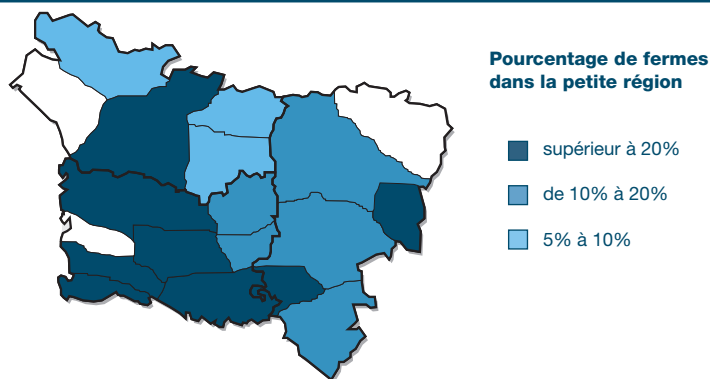 Pourcentage de fermes
dans la petite région
supérieur à 20%
de 10% à 20%
5% à 10%